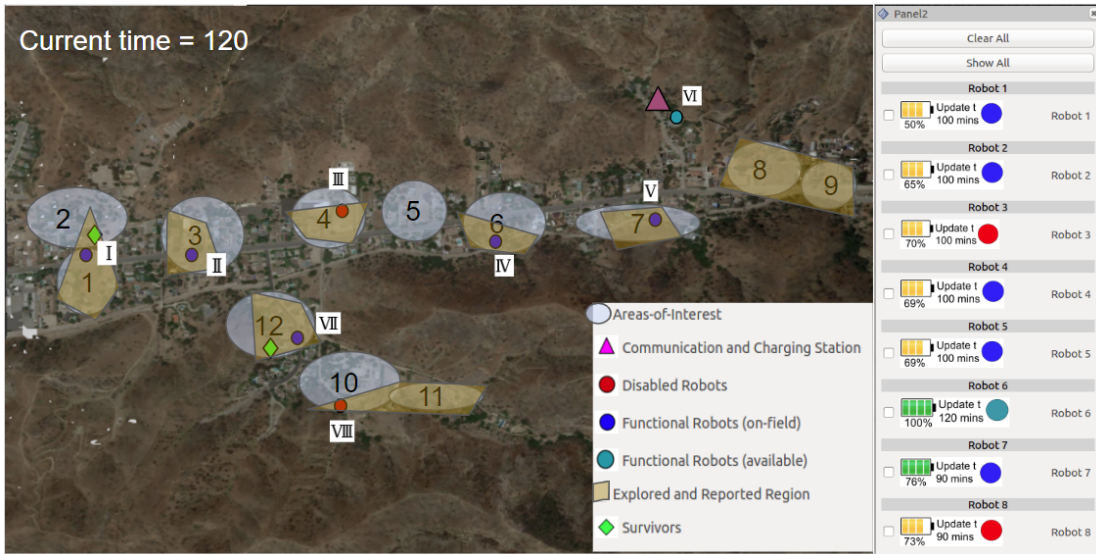 Current time = 120
VI
III
V
8
9
2
3
4
5
6
7
I
II
IV
1
12
VII
10
11
VIII
Areas-of-Interest
Communication and Charging Station
Disabled Robots
Functional Robots (on-field)
Functional Robots (available)
Explored and Reported Region
Survivors
Panel2
Clear All
Show All
Robot 1
Update t
50% 100 mins Robot 1
Robot 2
Update t
65% 100 mins Robot 2
Robot 3
Update t
70% 100 mins Robot 3
Robot 4
Update t
69% 100 mins Robot 4
Robot 5
Update t
69% 100 mins Robot 5
Robot 6
Update t
100% 120 mins Robot 6
Robot 7
Update t
76% 90 mins Robot 7
Robot 8
Update t
73% 90 mins Robot 8